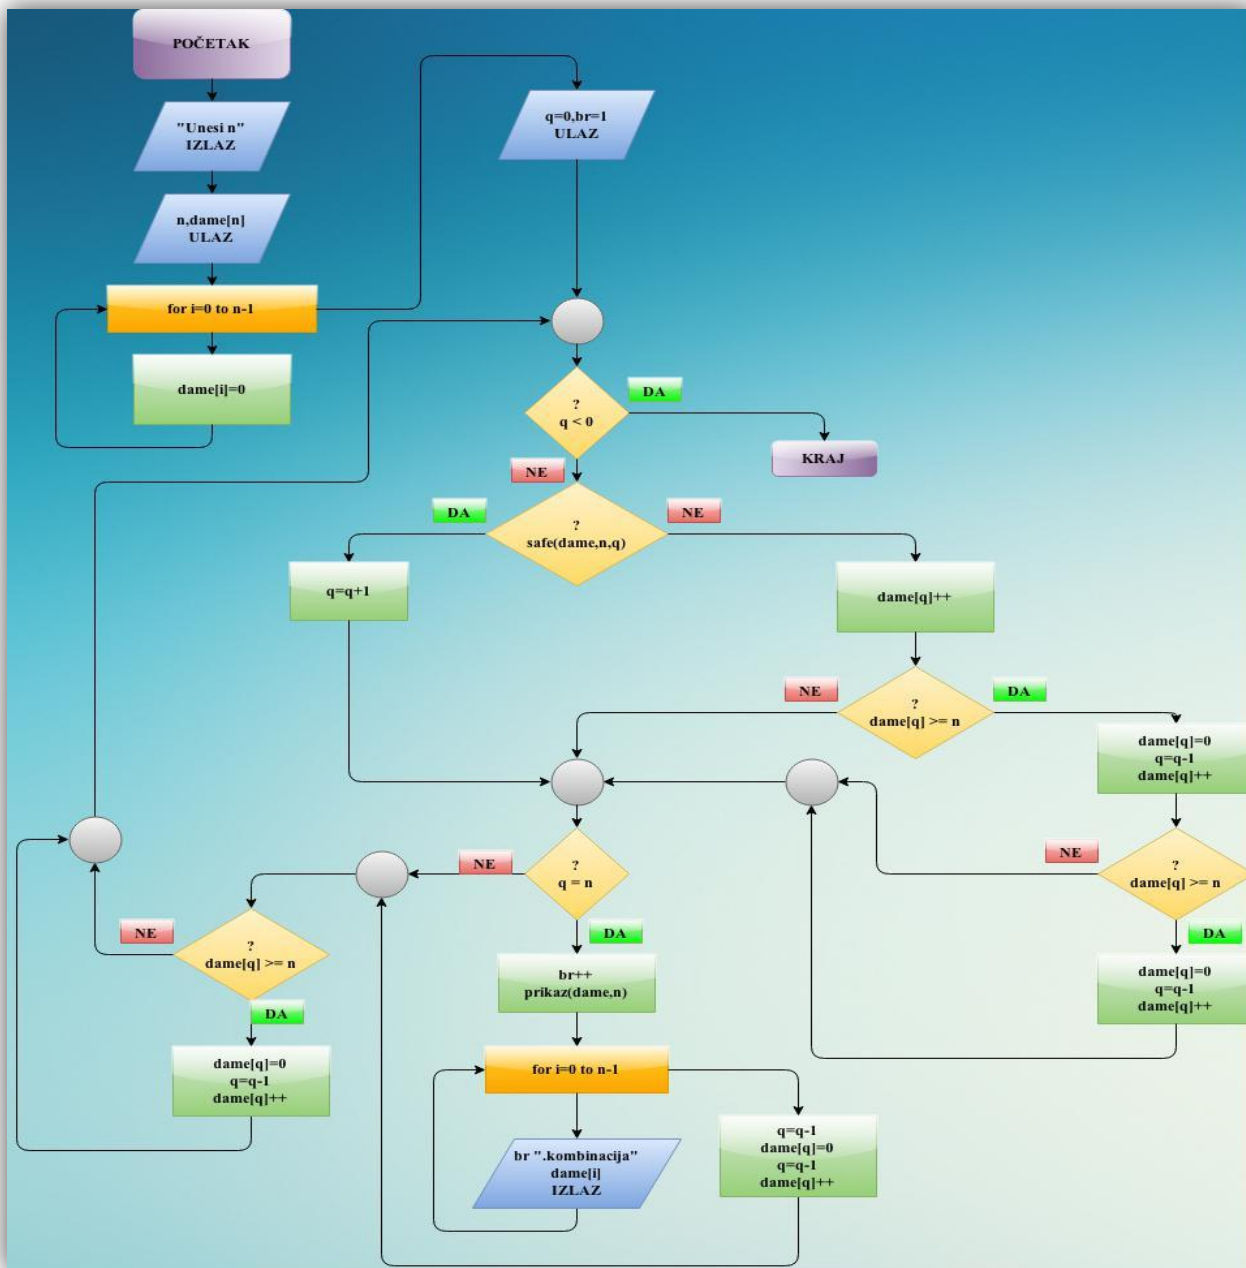 POČETAK
"Unesi n"
IZLAZ
n,dame[n]
ULAZ
for i=0 to n-1
dame[i]=0
q=0,br=1
ULAZ
?
q < 0
DA
KRAJ
NE
?
safe(dame,n,q)
DA
NE
q=q+1
dame[q]++
?
dame[q] >= n
NE
DA
dame[q]=0
q=q-1
dame[q]++
?
dame[q] >= n
NE
DA
dame[q]=0
q=q-1
dame[q]++
?
q = n
NE
DA
?
dame[q] >= n
NE
DA
dame[q]=0
q=q-1
dame[q]++
br++
prikaz(dame,n)
for i=0 to n-1
br ".kombinacija"
dame[i]
IZLAZ
q=q-1
dame[q]=0
q=q-1
dame[q]++